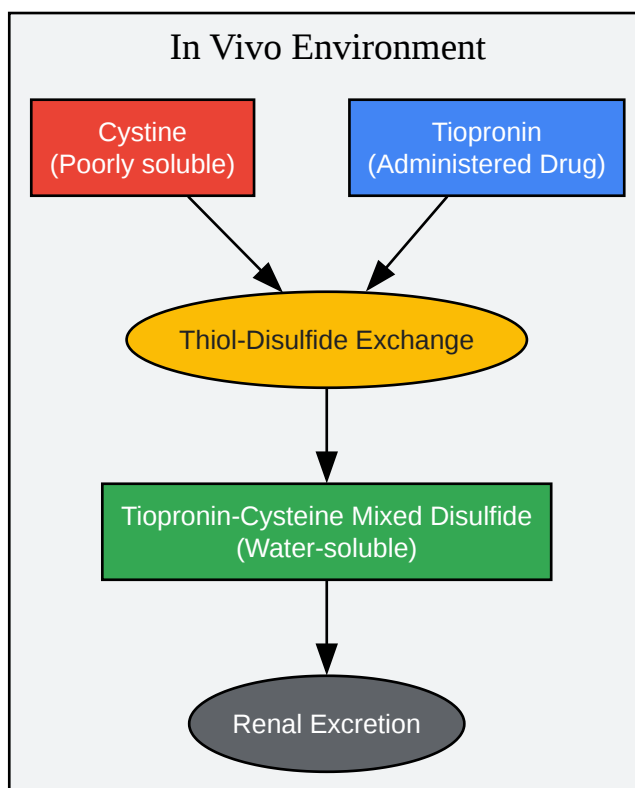 In Vivo Environment
Cystine
(Poorly soluble)
Tiopronin
(Administered Drug)
Thiol-Disulfide Exchange
Tiopronin-Cysteine Mixed Disulfide
(Water-soluble)
Renal Excretion